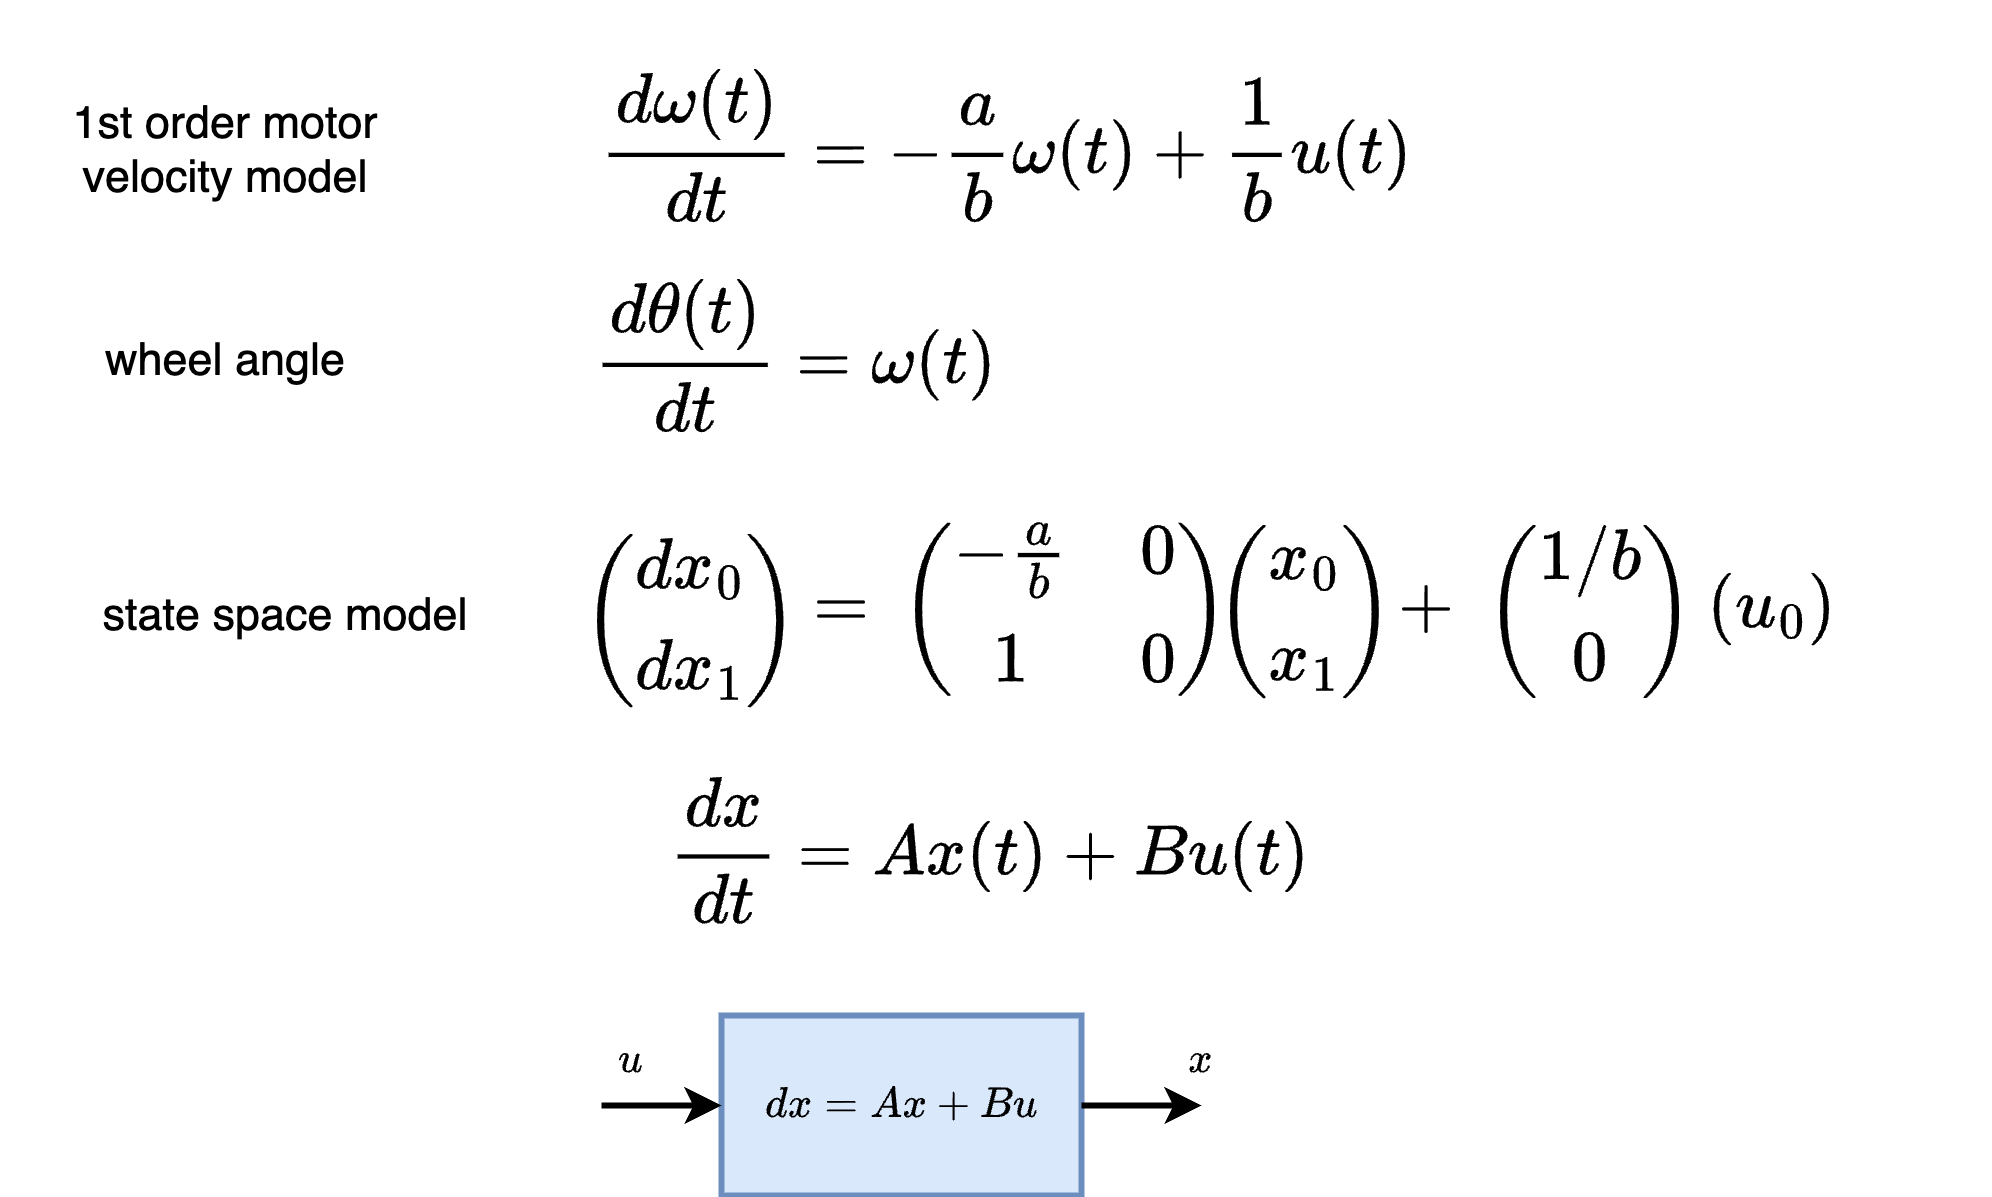 1st order motor
velocity model
dω(t)/dt = −a/b ω(t) + 1/b u(t)
wheel angle
dθ(t)/dt = ω(t)
state space model
(dx₀ dx₁) = (−a/b 0 1 0)(x₀ x₁) + (1/b 0)(u₀)
dx/dt = Ax(t) + Bu(t)
u
dx = Ax + Bu
x